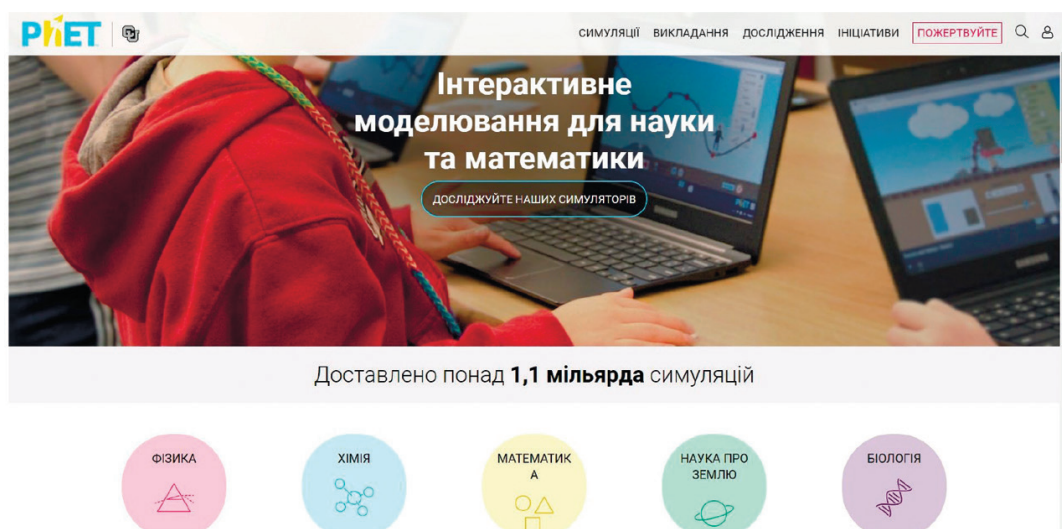 PhET
СИМУЛЯЦІЇ ВИКЛАДАННЯ ДОСЛІДЖЕННЯ ІНІЦІАТИВИ ПОЖЕРТВУЙТЕ
Інтерактивне
моделювання для науки
та математики
ДОСЛІДЖУЙТЕ НАШИХ СИМУЛЯТОРІВ
SAMSUNG
Доставлено понад 1,1 мільярда симуляцій
ФІЗИКА
ХІМІЯ
МАТЕМАТИК
А
НАУКА ПРО
ЗЕМЛЮ
БІОЛОГІЯ